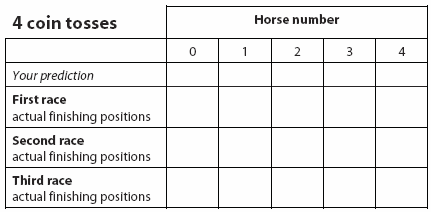 4 coin tosses
Horse number
0 1 2 3 4
Your prediction
First race
actual finishing positions
Second race
actual finishing positions
Third race
actual finishing positions